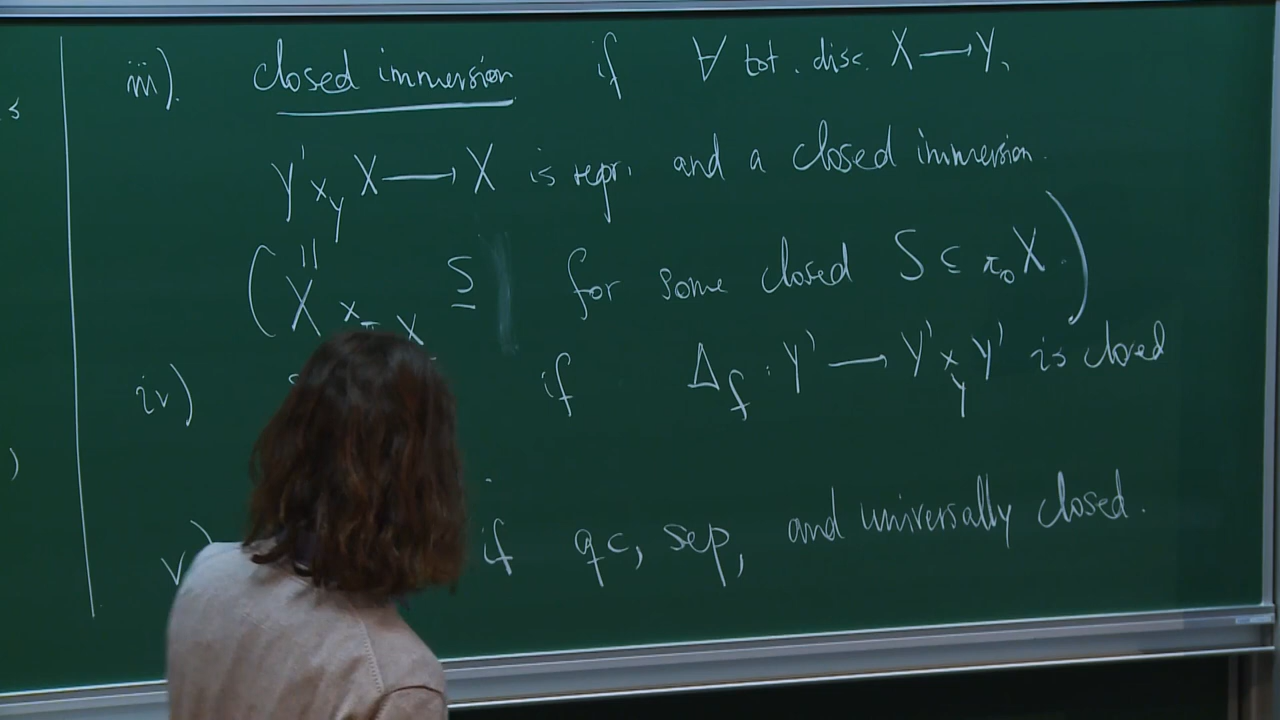 s
iii). closed immersion if ∀ tot. disc. X → Y,
Y' ×_Y X → X is repr. and a closed immersion.
( || X × S for some closed S ⊆ π₀X. )
iv) if Δ_f : Y' → Y' ×_Y Y' is closed
)
v) if qc, sep, and universally closed.